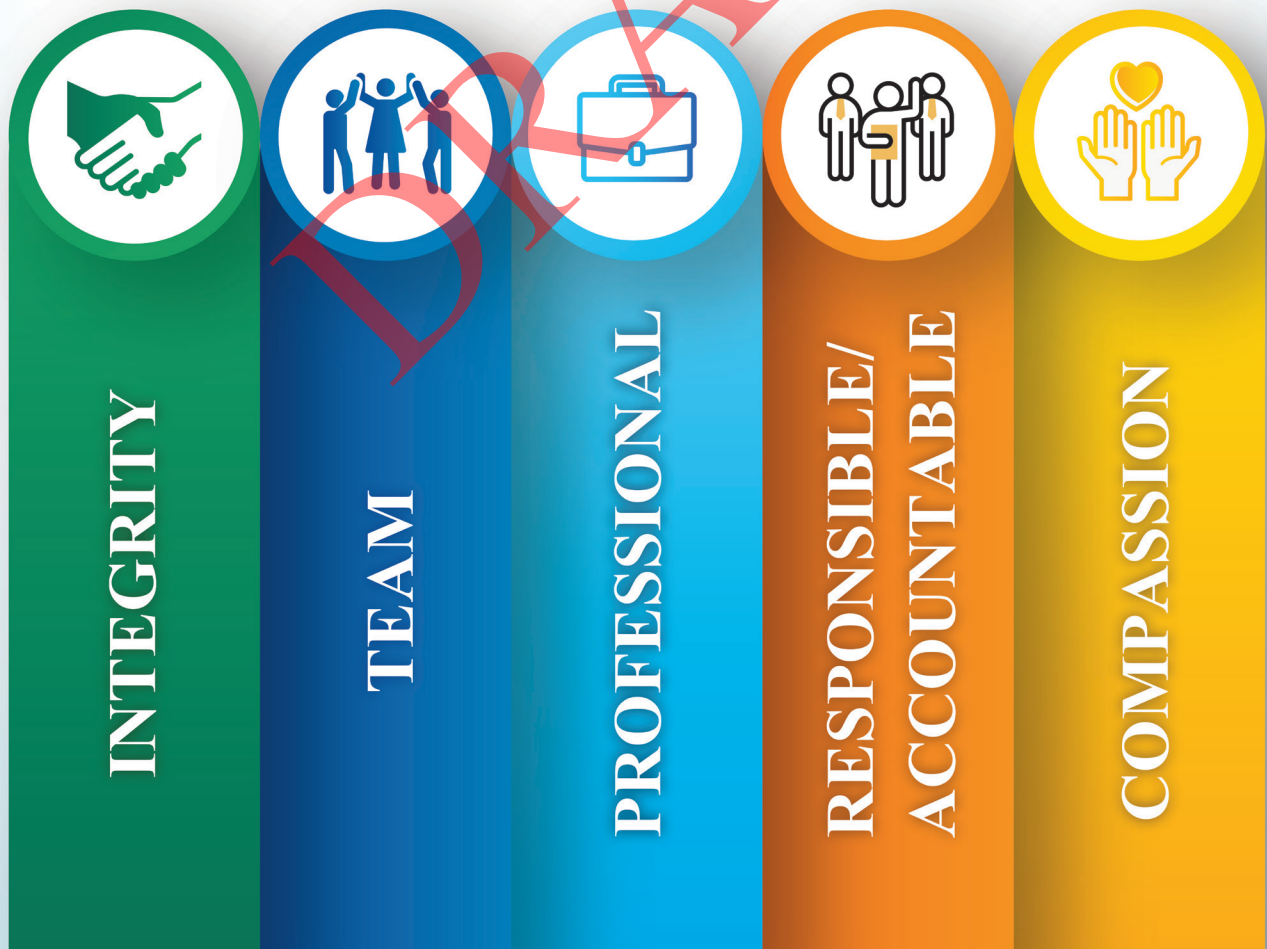 INTEGRITY
TEAM
PROFESSIONAL
RESPONSIBLE/
ACCOUNTABLE
COMPASSION